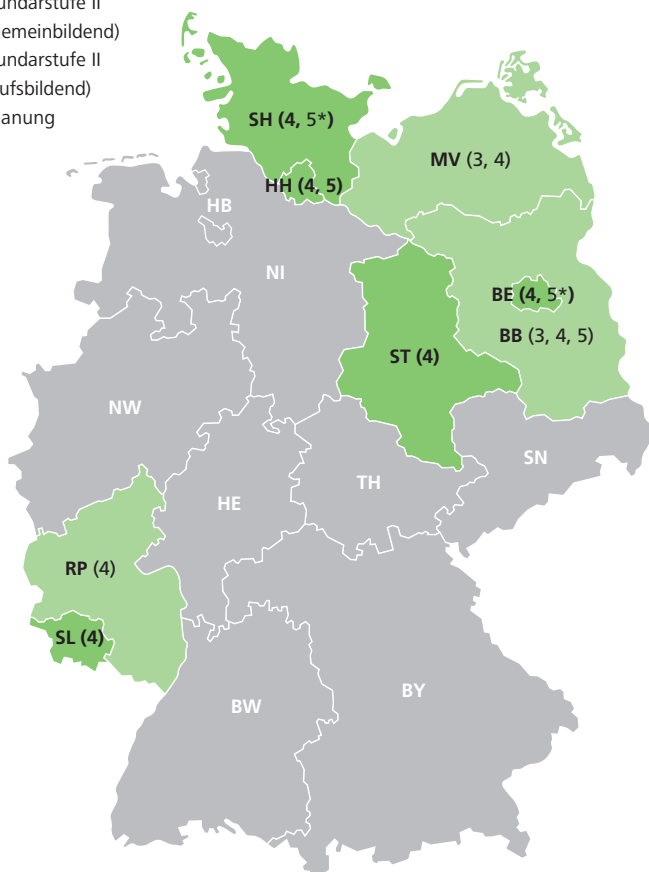 undarstufe II
emeinbildend)
undarstufe II
ufsbildend)
anung
SH (4, 5*)
MV (3, 4)
HH (4, 5)
HB
NI
BE (4, 5*)
BB (3, 4, 5)
ST (4)
NW
SN
TH
HE
RP (4)
SL (4)
BY
BW